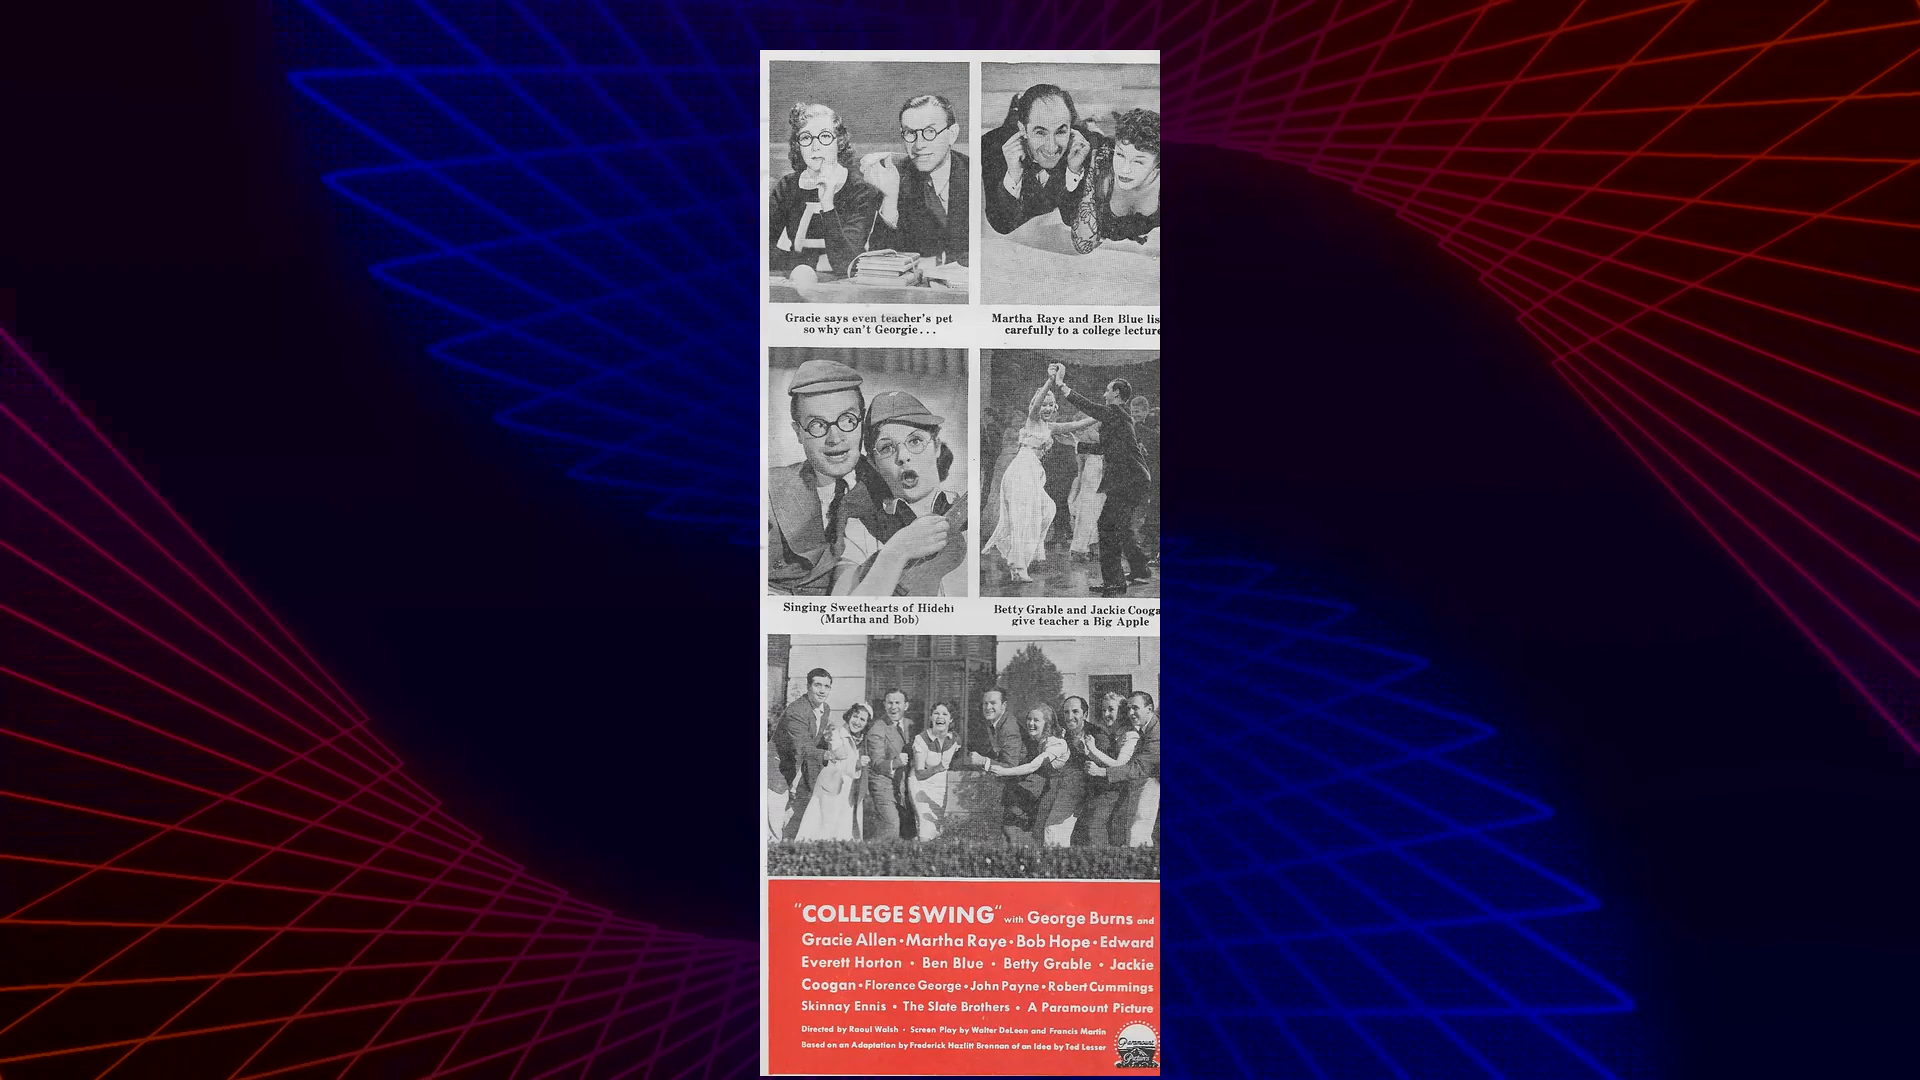 Gracie says even teacher's pet
so why can't Georgie...
Martha Raye and Ben Blue lis
carefully to a college lecture
Singing Sweethearts of Hidehi
(Martha and Bob)
Betty Grable and Jackie Cooga
give teacher a Big Apple
"COLLEGE SWING" with George Burns and
Gracie Allen • Martha Raye • Bob Hope • Edward
Everett Horton • Ben Blue • Betty Grable • Jackie
Coogan • Florence George • John Payne • Robert Cummings
Skinnay Ennis • The Slate Brothers • A Paramount Picture
Directed by Raoul Walsh • Screen Play by Walter DeLeon and Francis Martin
Based on an Adaptation by Frederick Hazlitt Brennan of an Idea by Ted Lesser
Paramount
Pictures